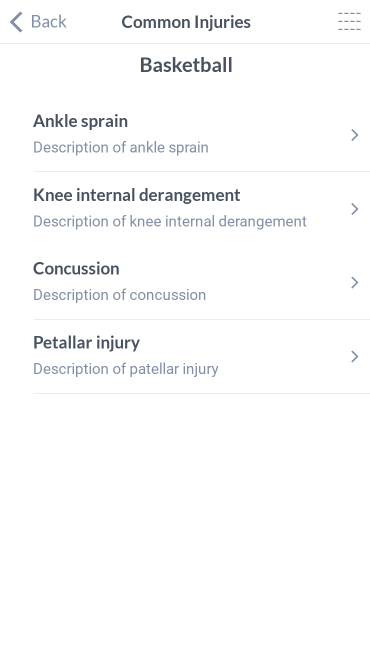 Back
Common Injuries
Basketball
Ankle sprain
Description of ankle sprain
Knee internal derangement
Description of knee internal derangement
Concussion
Description of concussion
Petallar injury
Description of patellar injury